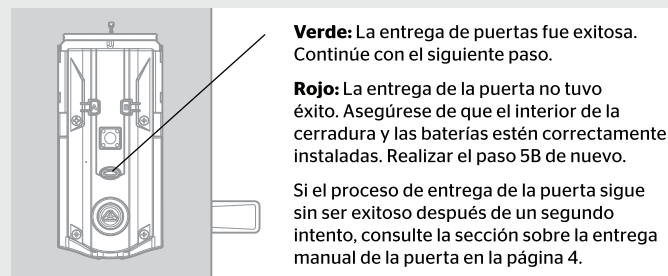 Verde: La entrega de puertas fue exitosa.
Continúe con el siguiente paso.
Rojo: La entrega de la puerta no tuvo
éxito. Asegúrese de que el interior de la
cerradura y las baterías estén correctamente
instaladas. Realizar el paso 5B de nuevo.
Si el proceso de entrega de la puerta sigue
sin ser exitoso después de un segundo
intento, consulte la sección sobre la entrega
manual de la puerta en la página 4.